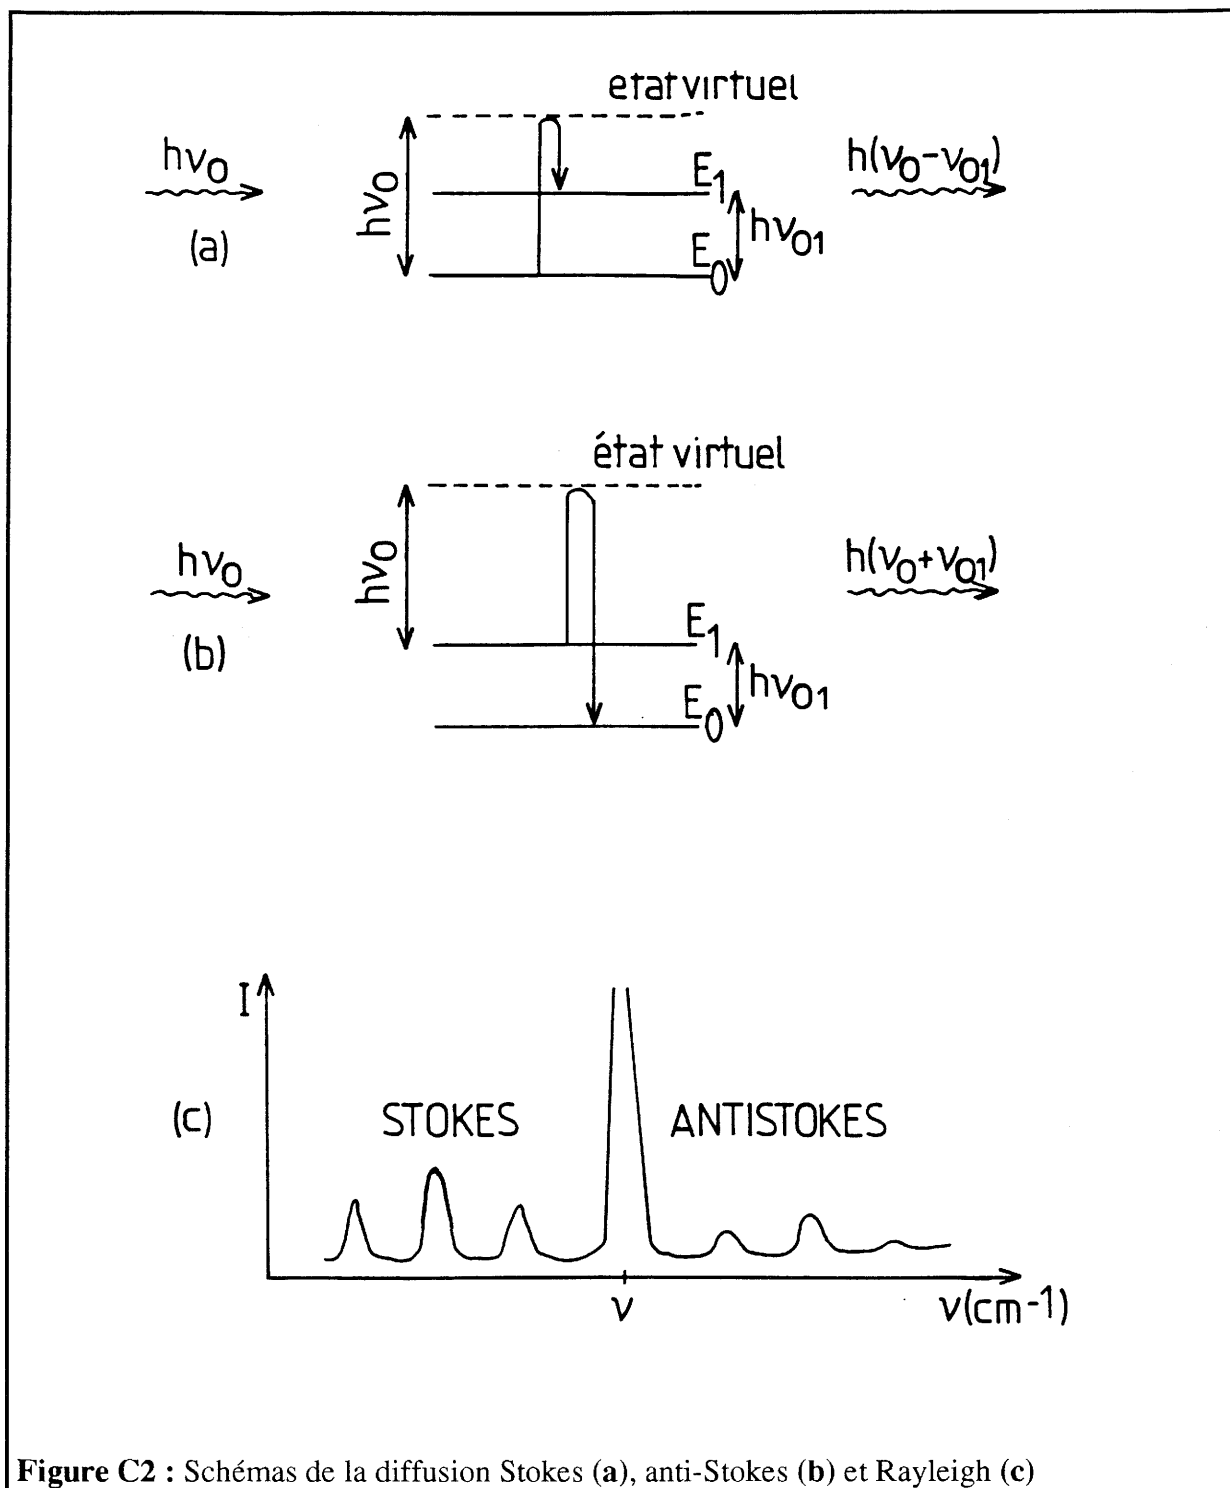 etat virtuel
hν0
hν0
E1
h(ν0-ν01)
(a)
E0
hν01
état virtuel
hν0
hν0
h(ν0+ν01)
(b)
E1
hν01
E0
I
(c)
STOKES
ANTISTOKES
ν
ν(cm-1)
Figure C2 : Schémas de la diffusion Stokes (a), anti-Stokes (b) et Rayleigh (c)